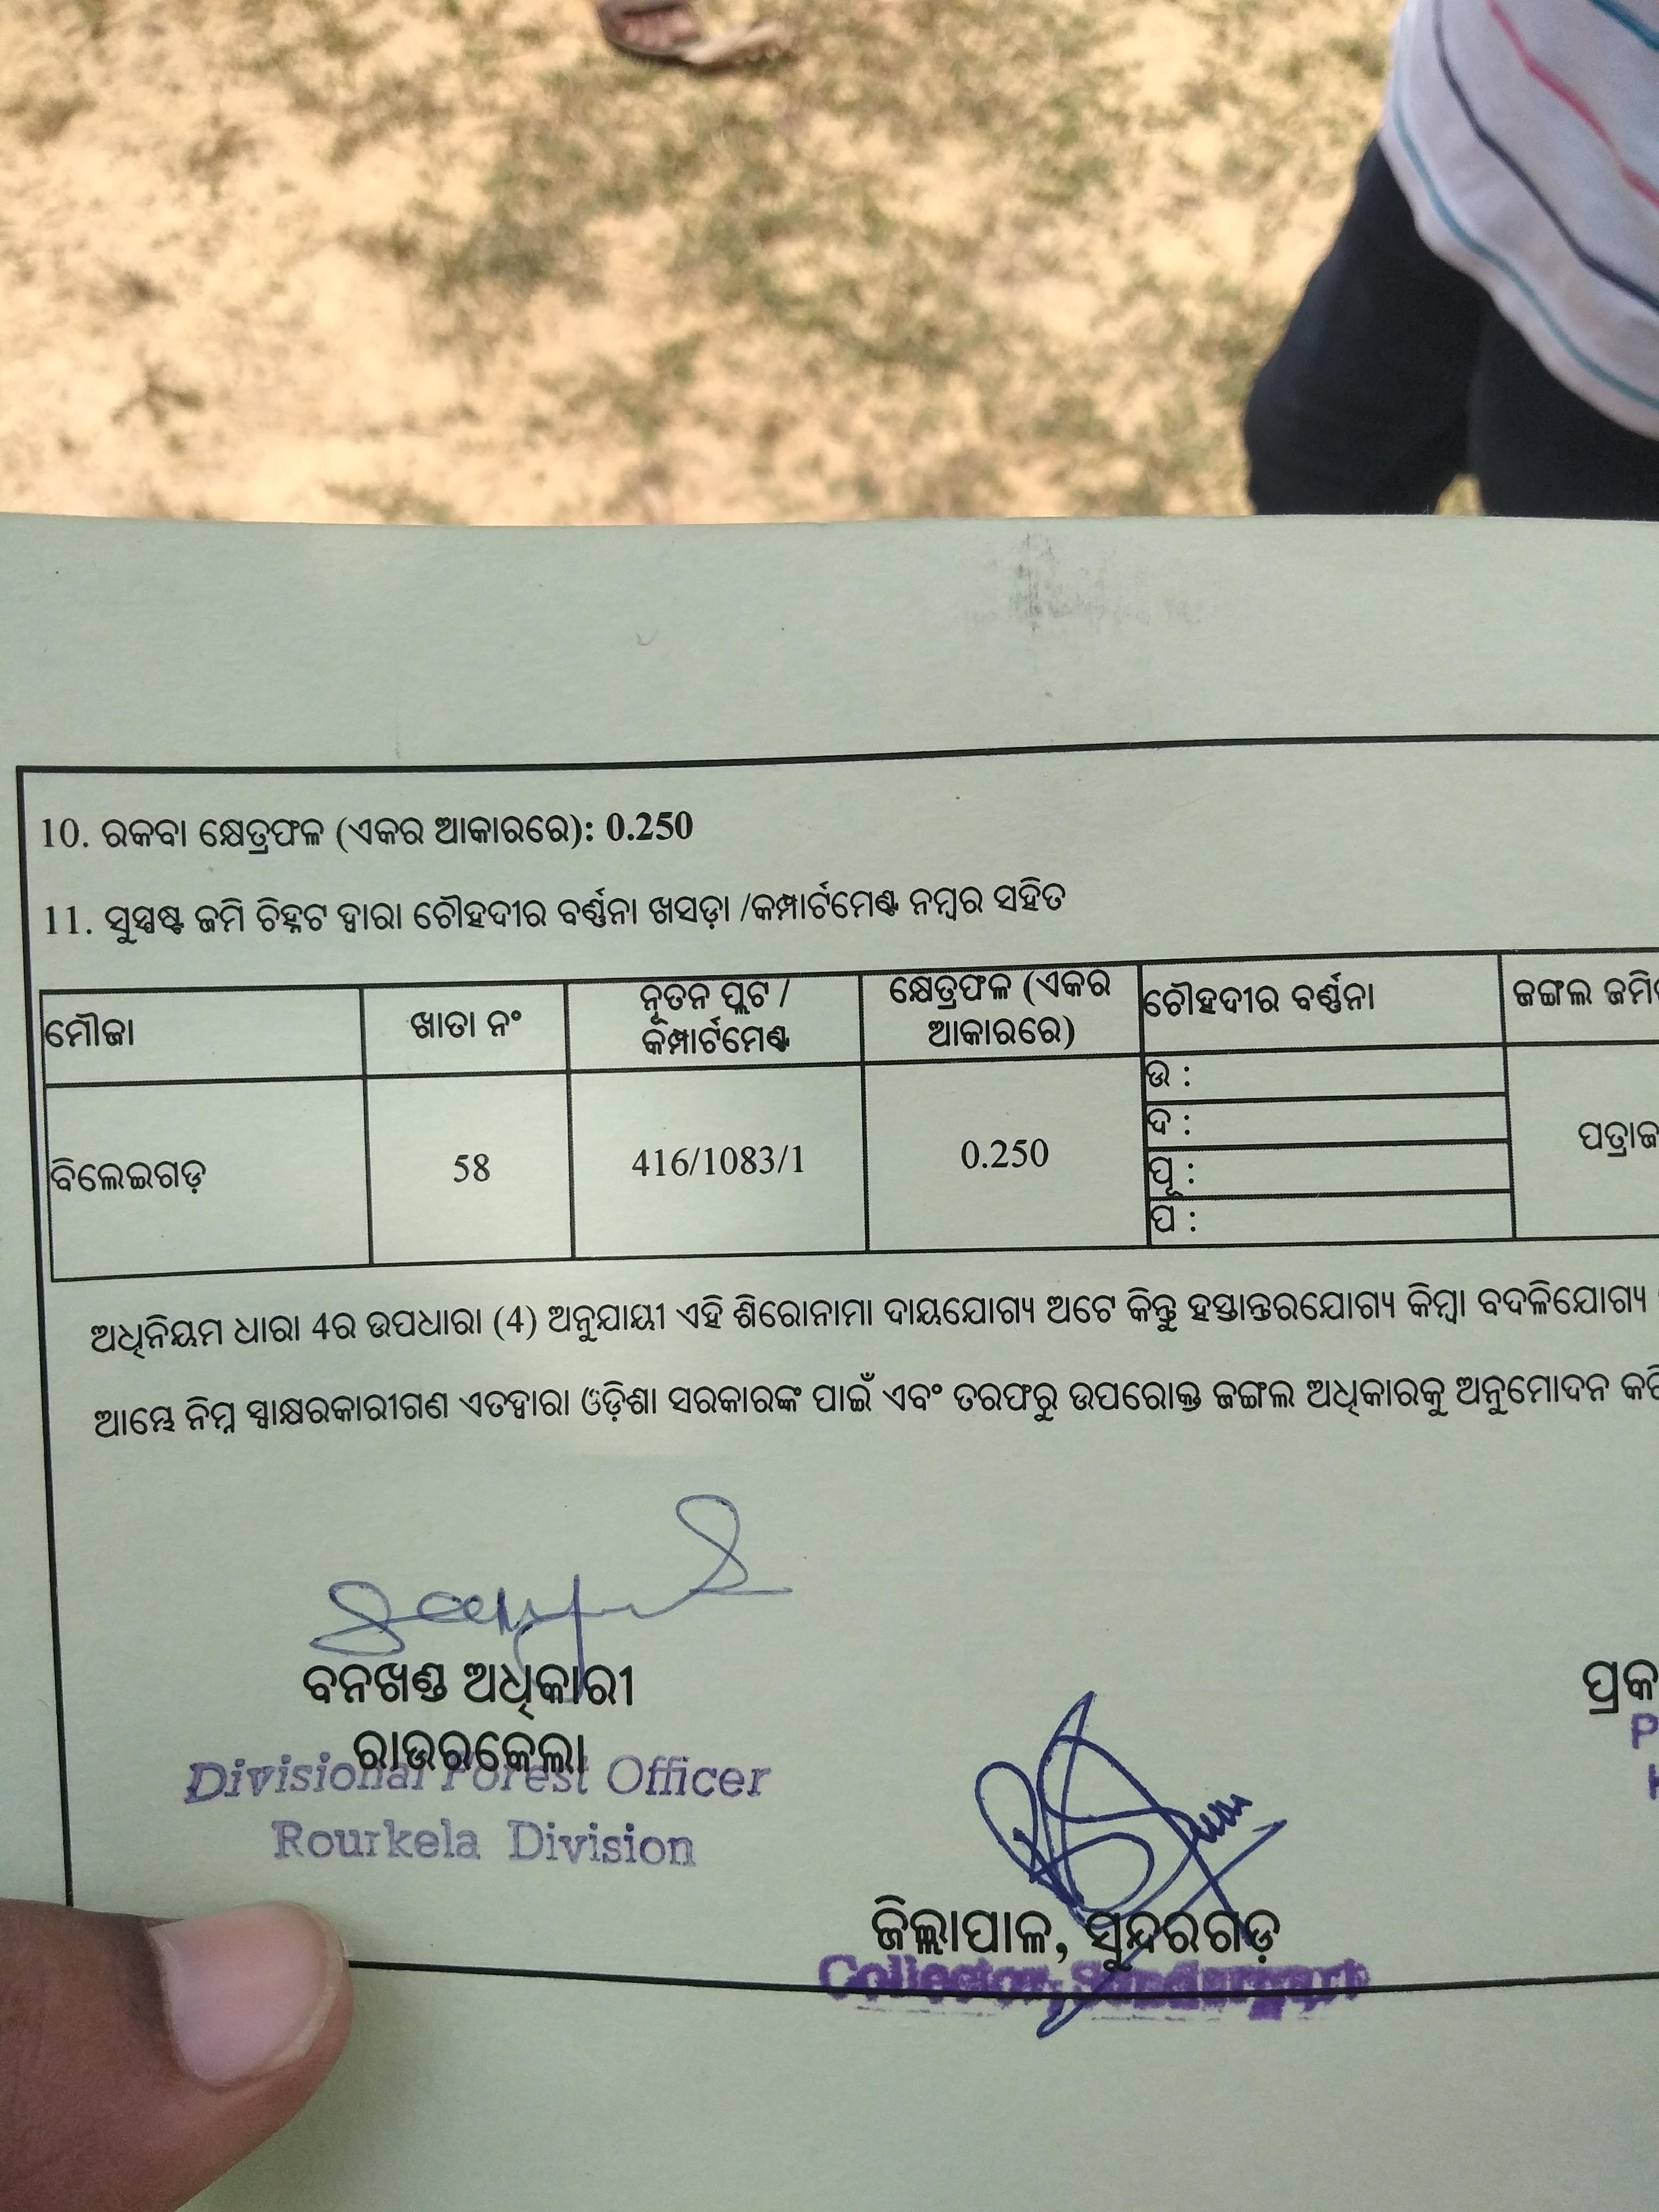 10. ରକବା କ୍ଷେତ୍ରଫଳ (ଏକର ଆକାରରେ): 0.250
11. ସୁସ୍ପଷ୍ଟ ଜମି ଚିହ୍ନଟ ଦ୍ୱାରା ଚୌହଦୀର ବର୍ଣ୍ଣନା ଖସଡ଼ା /କମ୍ପାର୍ଟମେଣ୍ଟ ନମ୍ବର ସହିତ
ମୌଜା ଖାତା ନଂ ନୂତନ ପ୍ଲଟ / କମ୍ପାର୍ଟମେଣ୍ଟ କ୍ଷେତ୍ରଫଳ (ଏକର ଆକାରରେ) ଚୌହଦୀର ବର୍ଣ୍ଣନା ଜଙ୍ଗଲ
ବିଲେଇଗଡ଼ 58 416/1083/1 0.250
ଉ :
ଦ :
ପୂ :
ପ :
ଅଧିନିୟମ ଧାରା 4ର ଉପଧାରା (4) ଅନୁଯାୟୀ ଏହି ଶିରୋନାମା ଦାୟଯୋଗ୍ୟ ଅଟେ କିନ୍ତୁ ହସ୍ତାନ୍ତରଯୋଗ୍ୟ କିମ୍ବା ବଦଳିଯୋଗ୍ୟ
ଆମ୍ଭେ ନିମ୍ନ ସ୍ୱାକ୍ଷରକାରୀଗଣ ଏତଦ୍ୱାରା ଓଡ଼ିଶା ସରକାରଙ୍କ ପାଇଁ ଏବଂ ତରଫରୁ ଉପରୋକ୍ତ ଜଙ୍ଗଲ ଅଧିକାରକୁ ଅନୁମୋଦନ
ବନଖଣ୍ଡ ଅଧିକାରୀ
ରାଉରକେଲା
Divisional Forest Officer
Rourkela Division
ଜିଲ୍ଲାପାଳ, ସୁନ୍ଦରଗଡ଼
Collector, Sundargarh